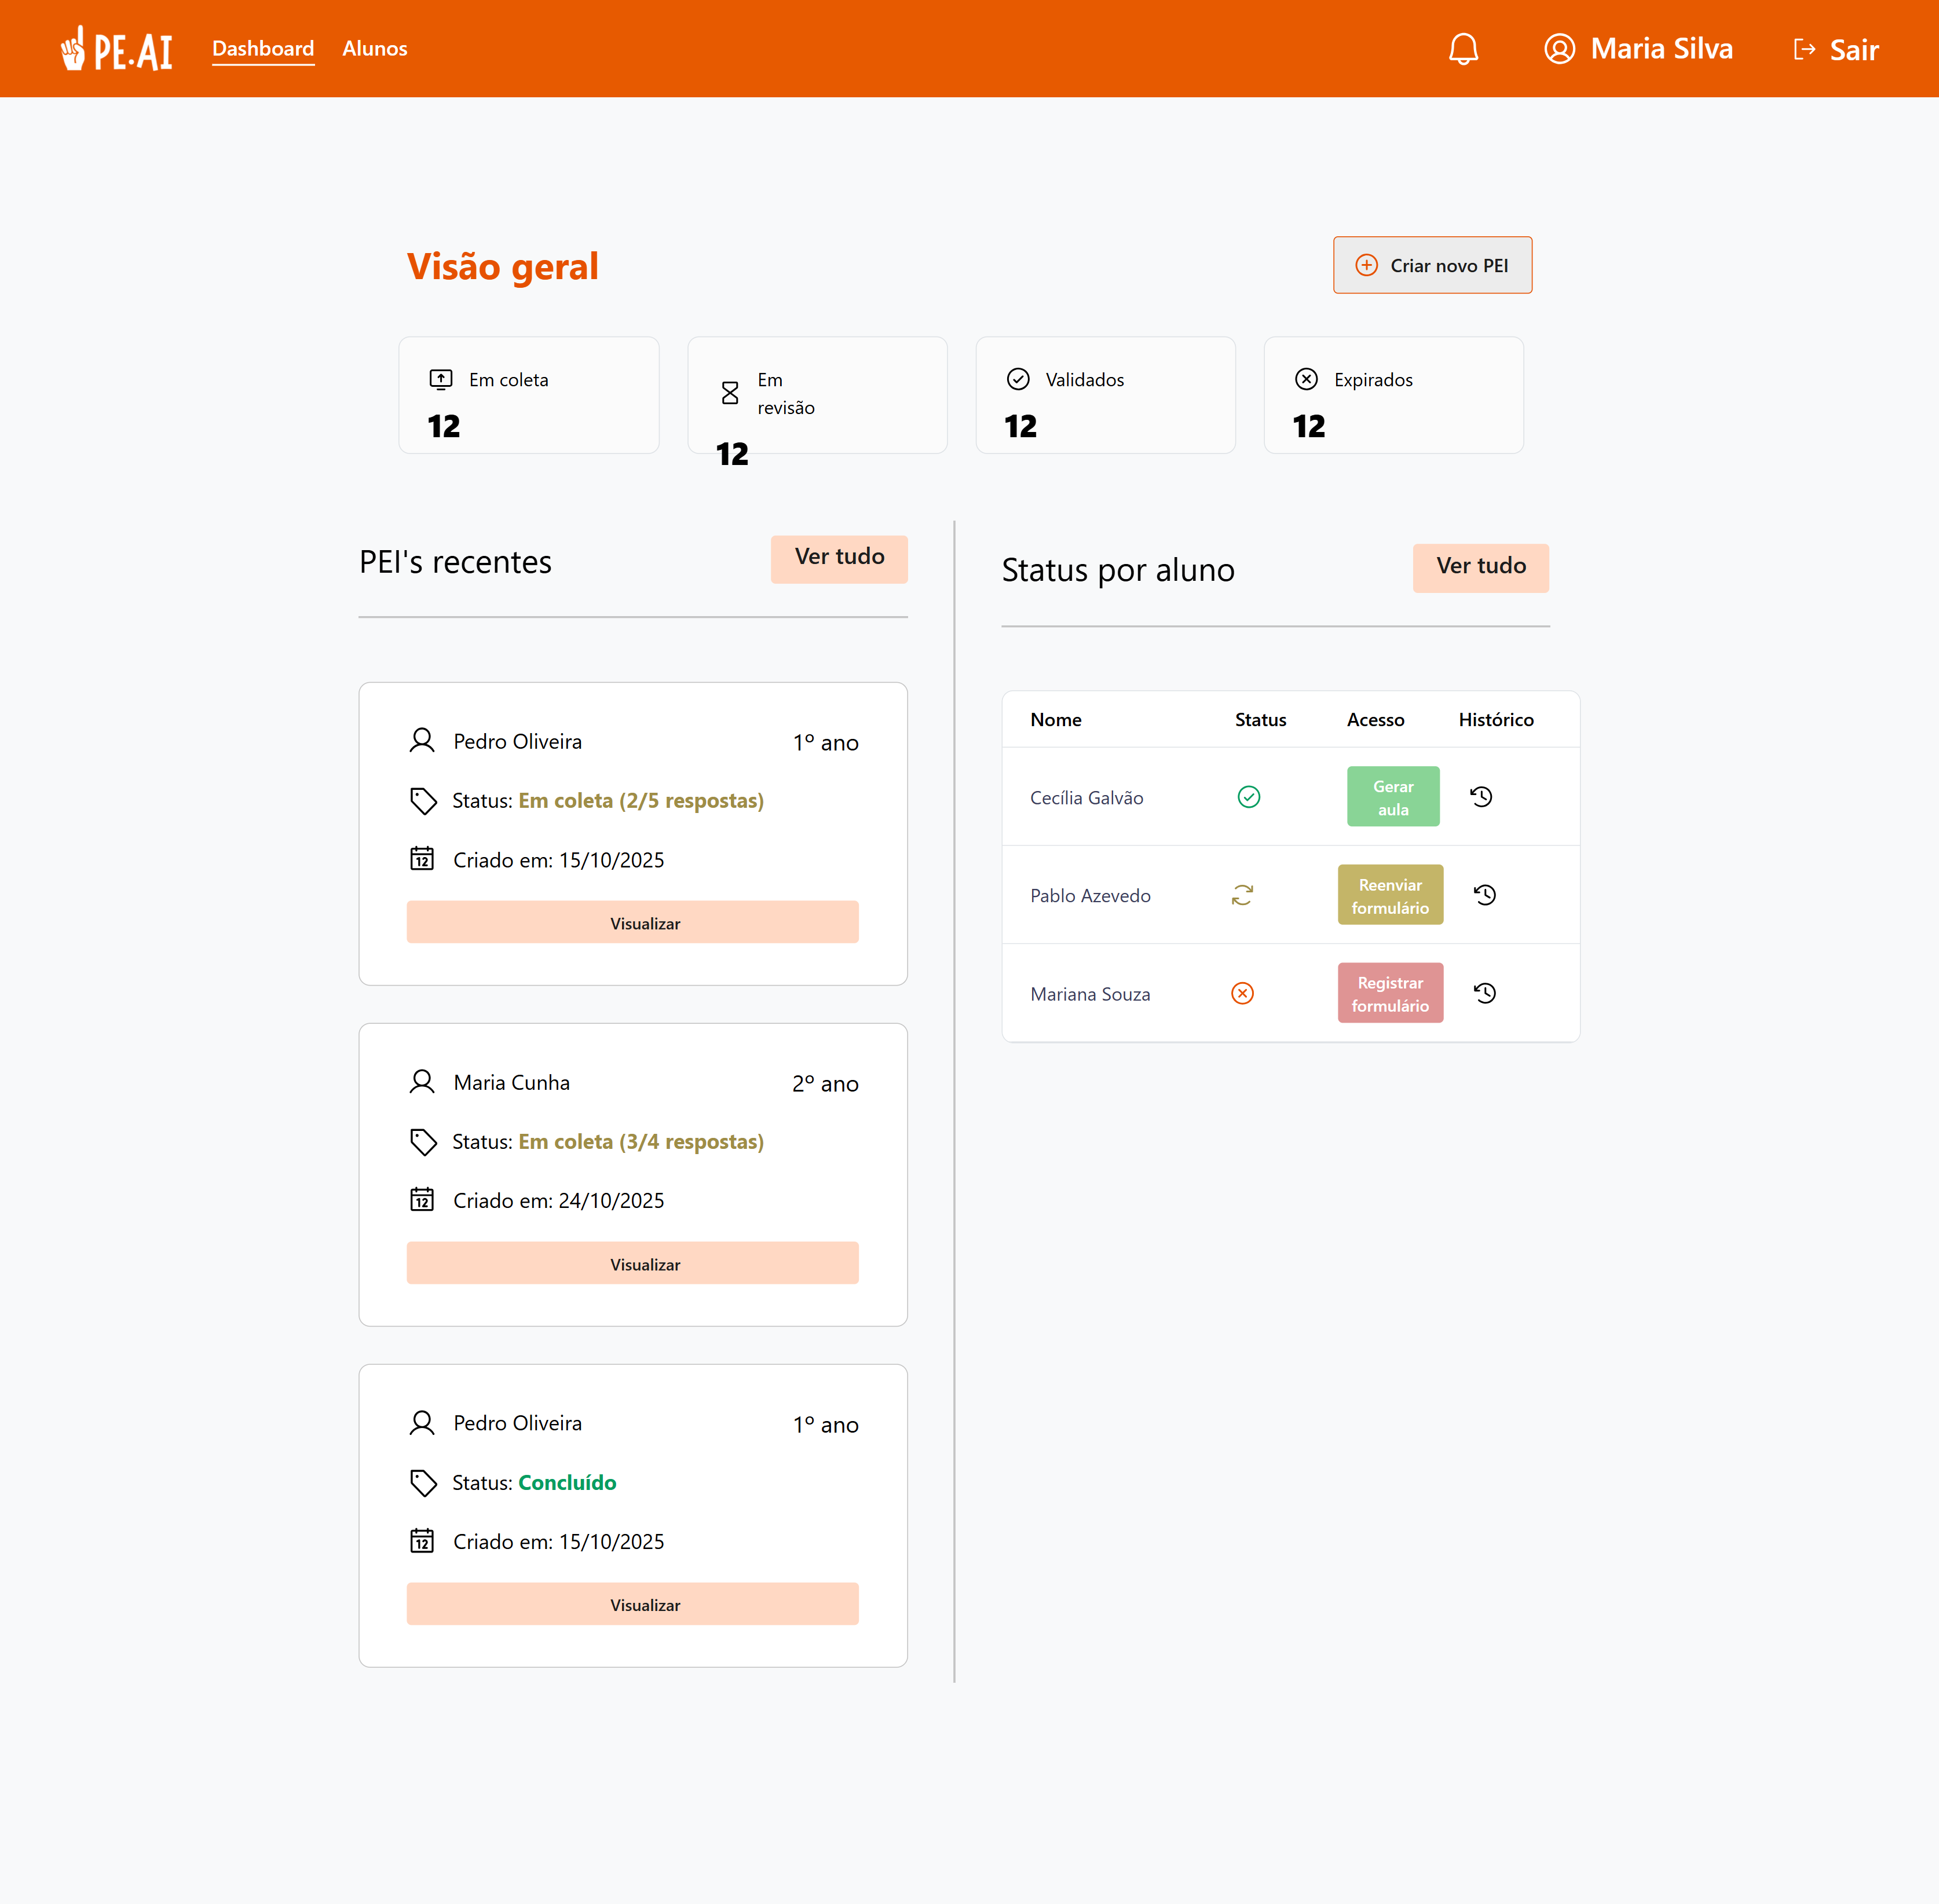 PE.AI Dashboard Alunos Maria Silva Sair
Visão geral
Criar novo PEI
Em coleta
12
Em
revisão
12
Validados
12
Expirados
12
PEI's recentes
Ver tudo
Pedro Oliveira 1º ano
Status: Em coleta (2/5 respostas)
12 Criado em: 15/10/2025
Visualizar
Maria Cunha 2º ano
Status: Em coleta (3/4 respostas)
12 Criado em: 24/10/2025
Visualizar
Pedro Oliveira 1º ano
Status: Concluído
12 Criado em: 15/10/2025
Visualizar
Status por aluno
Ver tudo
Nome Status Acesso Histórico
Cecília Galvão
Gerar
aula
Pablo Azevedo
Reenviar
formulário
Mariana Souza
Registrar
formulário